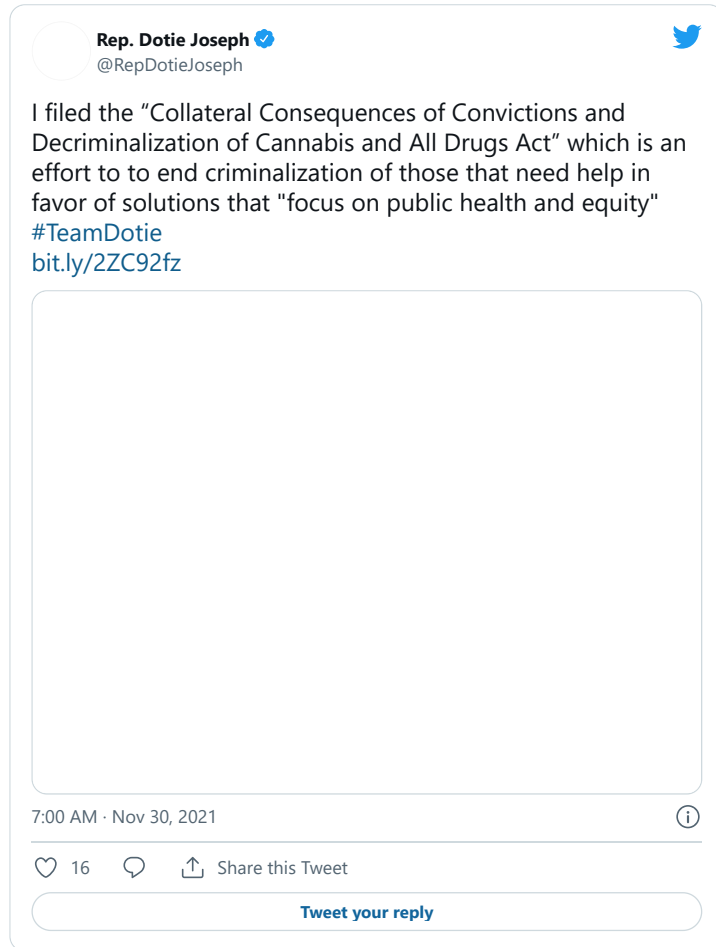 Rep. Dotie Joseph
@RepDotieJoseph
I filed the “Collateral Consequences of Convictions and
Decriminalization of Cannabis and All Drugs Act” which is an
effort to to end criminalization of those that need help in
favor of solutions that "focus on public health and equity"
#TeamDotie
bit.ly/2ZC92fz
7:00 AM · Nov 30, 2021
16 Share this Tweet
Tweet your reply